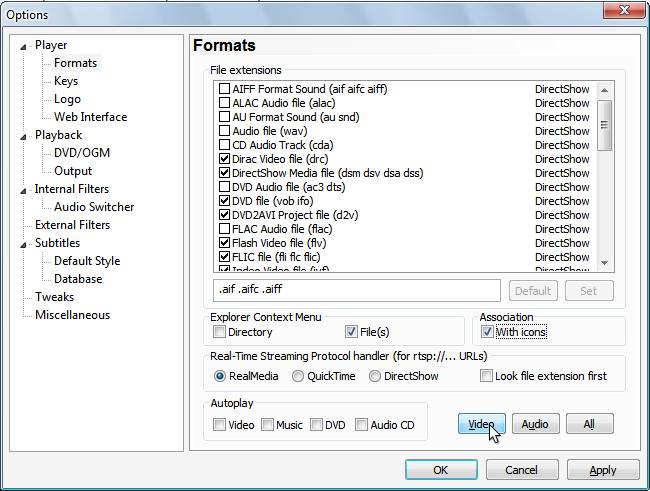 Options
Player
Formats
Keys
Logo
Web Interface
Playback
DVD/OGM
Output
Internal Filters
Audio Switcher
External Filters
Subtitles
Default Style
Database
Tweaks
Miscellaneous
Formats
File extensions
AIFF Format Sound (aif aifc aiff) DirectShow
ALAC Audio file (alac) DirectShow
AU Format Sound (au snd) DirectShow
Audio file (wav) DirectShow
CD Audio Track (cda) DirectShow
Dirac Video file (drc) DirectShow
DirectShow Media file (dsm dsv dsa dss) DirectShow
DVD Audio file (ac3 dts) DirectShow
DVD file (vob ifo) DirectShow
DVD2AVI Project file (d2v) DirectShow
FLAC Audio file (flac) DirectShow
Flash Video file (flv) DirectShow
FLIC file (fli flc flic) DirectShow
Indeo Video file (ivf) DirectShow
.aif .aifc .aiff Default Set
Explorer Context Menu Association
Directory File(s) With icons
Real-Time Streaming Protocol handler (for rtsp://... URLs)
RealMedia QuickTime DirectShow Look file extension first
Autoplay
Video Music DVD Audio CD Video Audio All
OK Cancel Apply